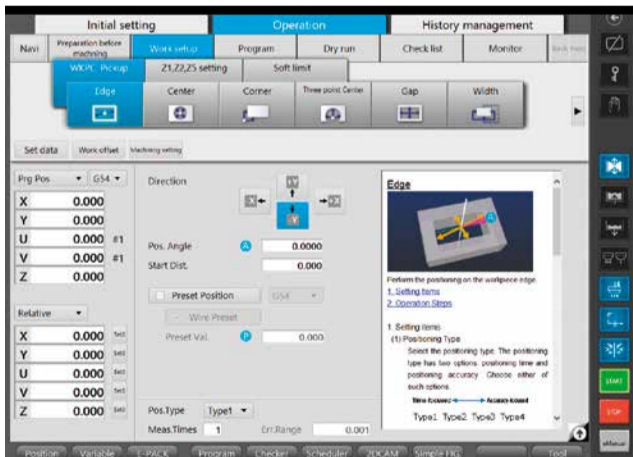 Initial setting Operation History management
Navi Preparation before machining Work setup Program Dry run Check list Monitor
WKPC Pickup Z1,Z2,Z5 setting Soft limit
Edge Center Corner Three point Center Gap Width
Set data Work offset Machining setting
Prg Pos G54
X 0.000
Y 0.000
U 0.000 #1
V 0.000 #1
Z 0.000
Relative
X 0.000
Y 0.000
U 0.000
V 0.000
Z 0.000
Direction
Pos. Angle A 0.0000
Start Dist. 0.000
Preset Position G54
Wire Preset
Preset Val. P 0.000
Pos.Type Type1
Meas.Times 1 Err.Range 0.001
Edge
A
Perform the positioning on the workpiece edge.
1. Setting items
2. Operation Steps
1. Setting items
(1) Positioning Type
Select the positioning type. The positioning
type has two options, positioning time and
positioning accuracy. Choose either of
such options.
Time focused Accuracy focused
Type1 Type2 Type3 Type4
START
STOP
Position Variable E-PACK Program Checker Scheduler 2DCAM Simple FIG Tool